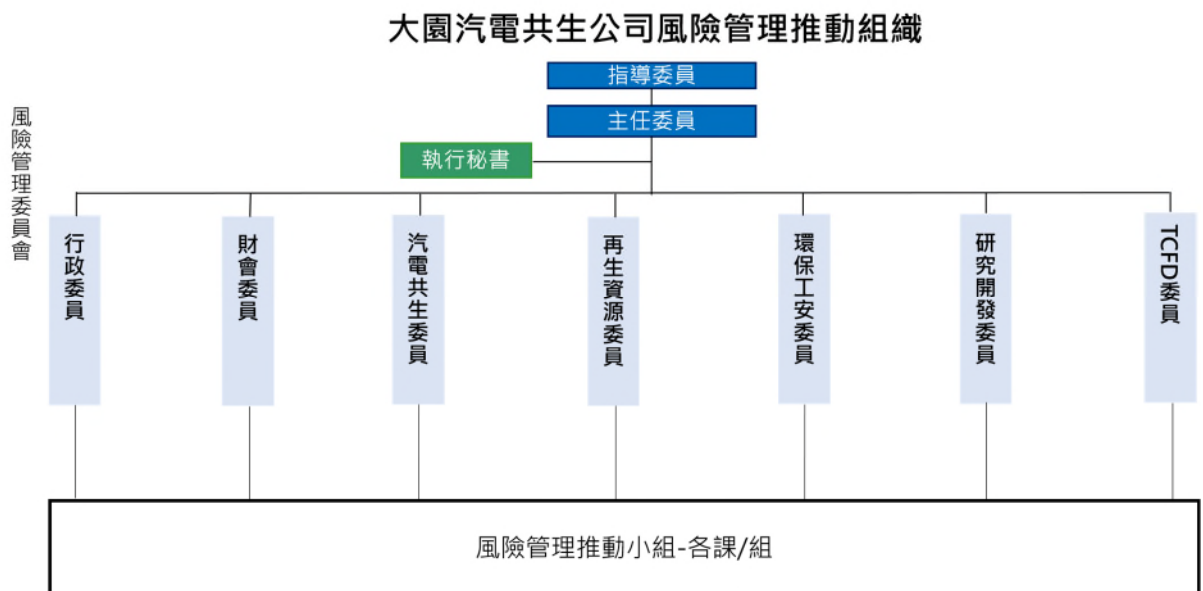 大園汽電共生公司風險管理推動組織
指導委員
主任委員
執行秘書
風險管理委員會
行政委員
財會委員
汽電共生委員
再生資源委員
環保工安委員
研究開發委員
TCFD委員
風險管理推動小組-各課/組